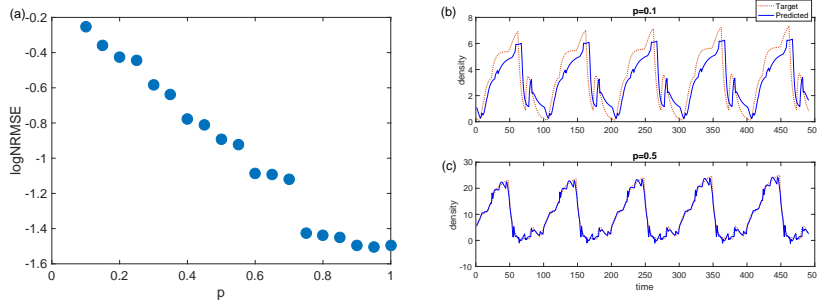 (a)
-0.2
-0.4
-0.6
-0.8
-1
-1.2
-1.4
-1.6
logNRMSE
0 0.2 0.4 0.6 0.8 1
p
(b)
p=0.1
Target
Predicted
8
6
4
2
0
density
0 50 100 150 200 250 300 350 400 450 500
(c)
p=0.5
30
20
10
0
-10
density
0 50 100 150 200 250 300 350 400 450 500
time